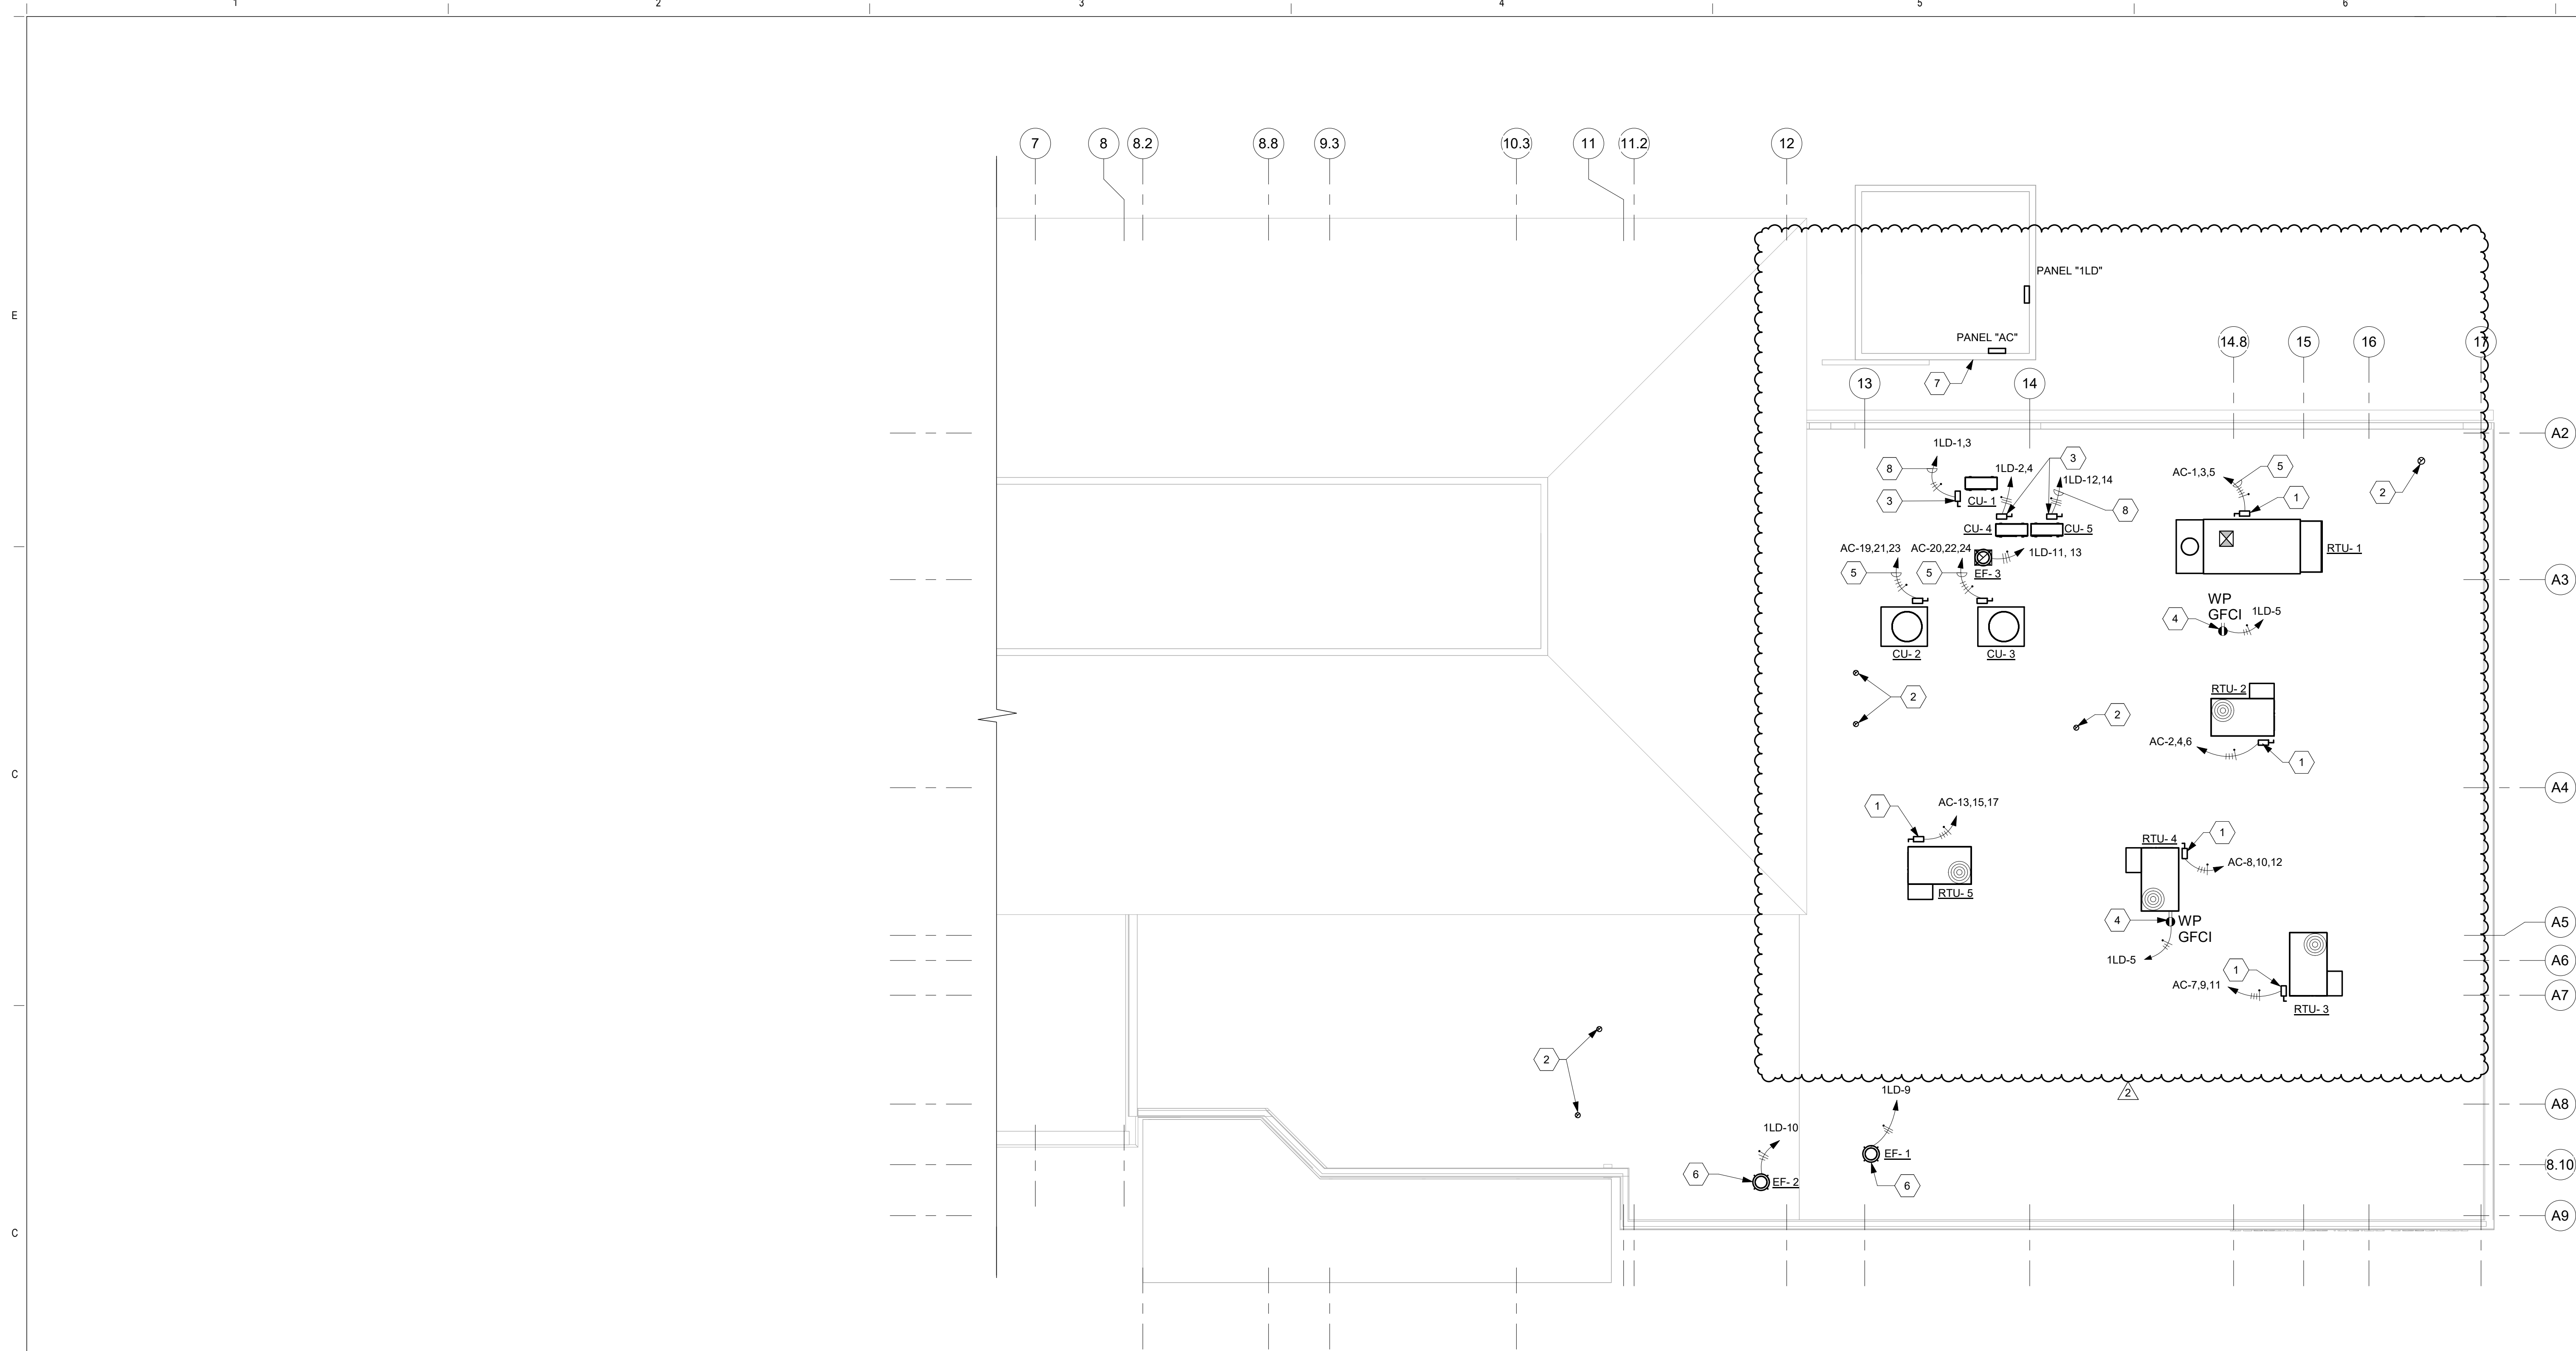 1 2 3 4 5 6
7 8 8.2 8.8 9.3 10.3 11 11.2 12
PANEL "1LD"
E
PANEL "AC"
14.8 15 16 17
7
13 14
A2
1LD-1,3
3
8
1LD-2,4
AC-1,3,5
5
1LD-12,14
2
3
CU- 1
1
8
CU- 4
CU- 5
AC-19,21,23
AC-20,22,24
1LD-11, 13
RTU- 1
5
5
EF- 3
A3
WP
GFCI
1LD-5
4
CU- 2
CU- 3
RTU- 2
2
2
AC-2,4,6
1
C
A4
1
AC-13,15,17
1
RTU- 4
AC-8,10,12
RTU- 5
4
WP
GFCI
A5
1LD-5
A6
1
AC-7,9,11
A7
RTU- 3
2
1LD-9
2
A8
1LD-10
EF- 1
8.10
6
EF- 2
6
A9
C